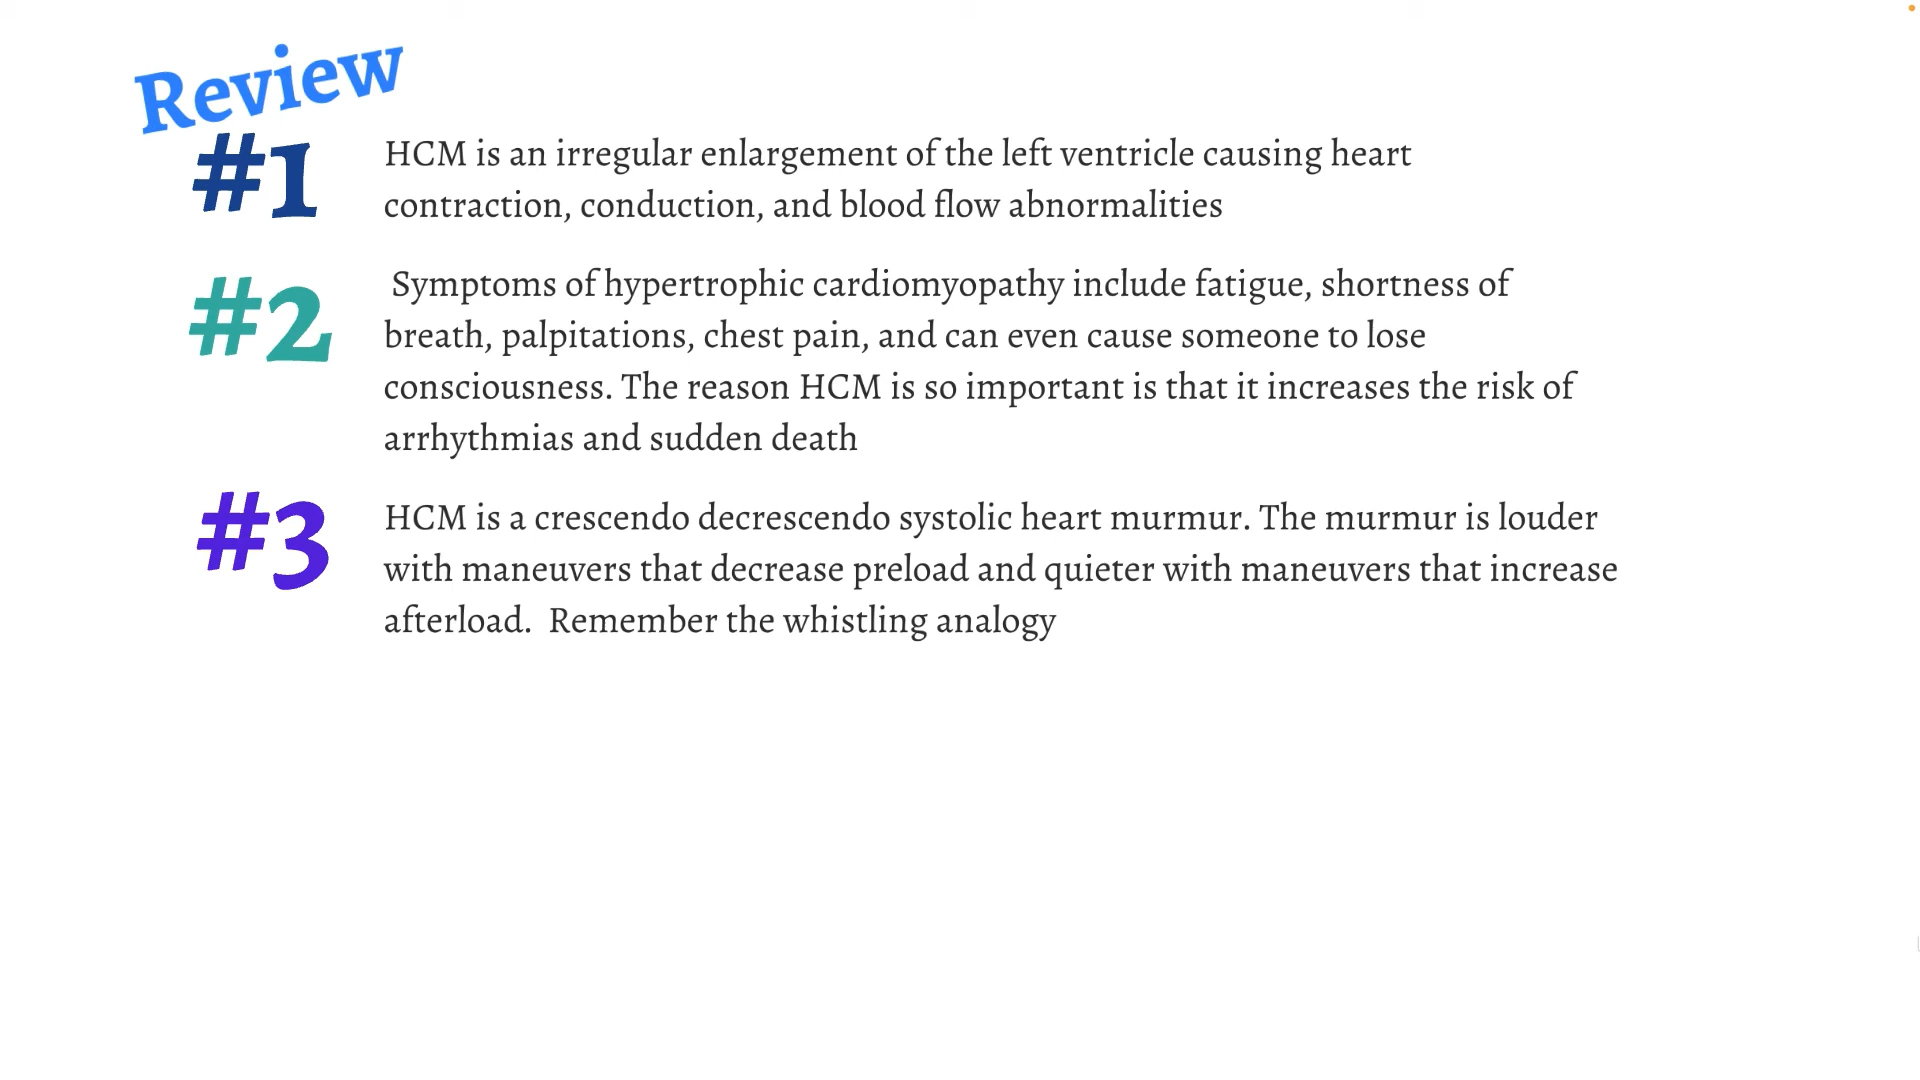 Review
#1
HCM is an irregular enlargement of the left ventricle causing heart
contraction, conduction, and blood flow abnormalities
#2
Symptoms of hypertrophic cardiomyopathy include fatigue, shortness of
breath, palpitations, chest pain, and can even cause someone to lose
consciousness. The reason HCM is so important is that it increases the risk of
arrhythmias and sudden death
#3
HCM is a crescendo decrescendo systolic heart murmur. The murmur is louder
with maneuvers that decrease preload and quieter with maneuvers that increase
afterload.  Remember the whistling analogy